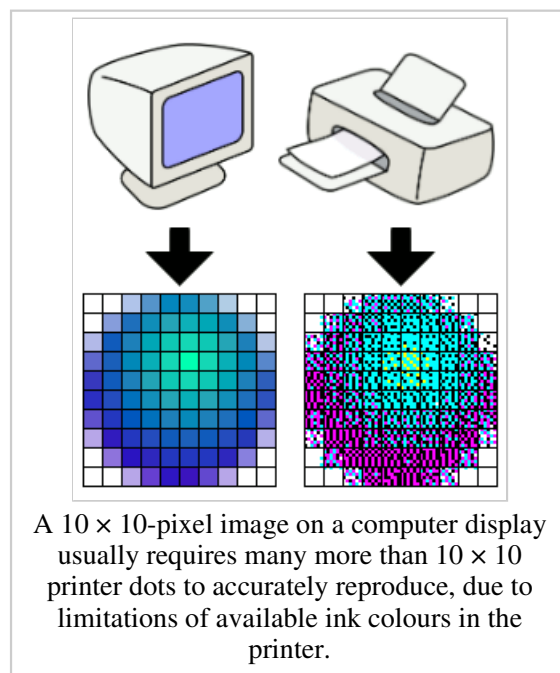 A 10 × 10-pixel image on a computer display
usually requires many more than 10 × 10
printer dots to accurately reproduce, due to
limitations of available ink colours in the
printer.